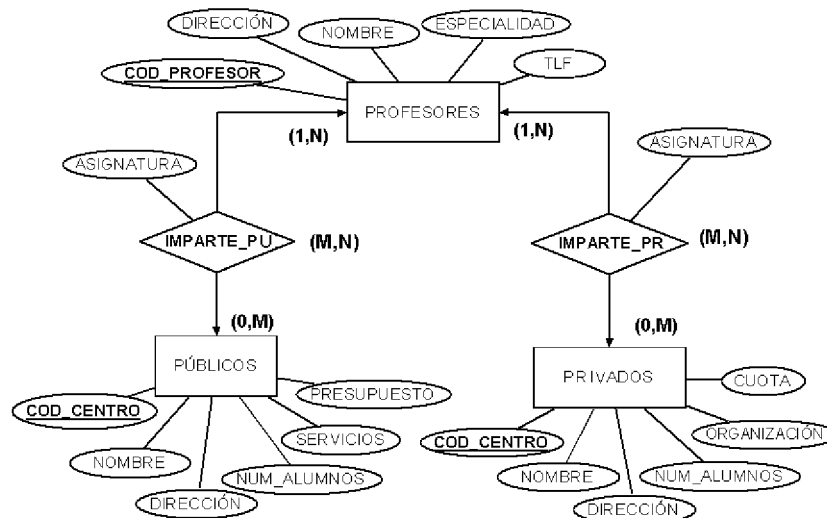 DIRECCIÓN
NOMBRE
ESPECIALIDAD
COD_PROFESOR
TLF
PROFESORES
(1,N)
(1,N)
ASIGNATURA
ASIGNATURA
IMPARTE_PU
(M,N)
IMPARTE_PR
(M,N)
(0,M)
(0,M)
PÚBLICOS
PRIVADOS
PRESUPUESTO
CUOTA
COD_CENTRO
SERVICIOS
COD_CENTRO
ORGANIZACIÓN
NOMBRE
NUM_ALUMNOS
NOMBRE
NUM_ALUMNOS
DIRECCIÓN
DIRECCIÓN